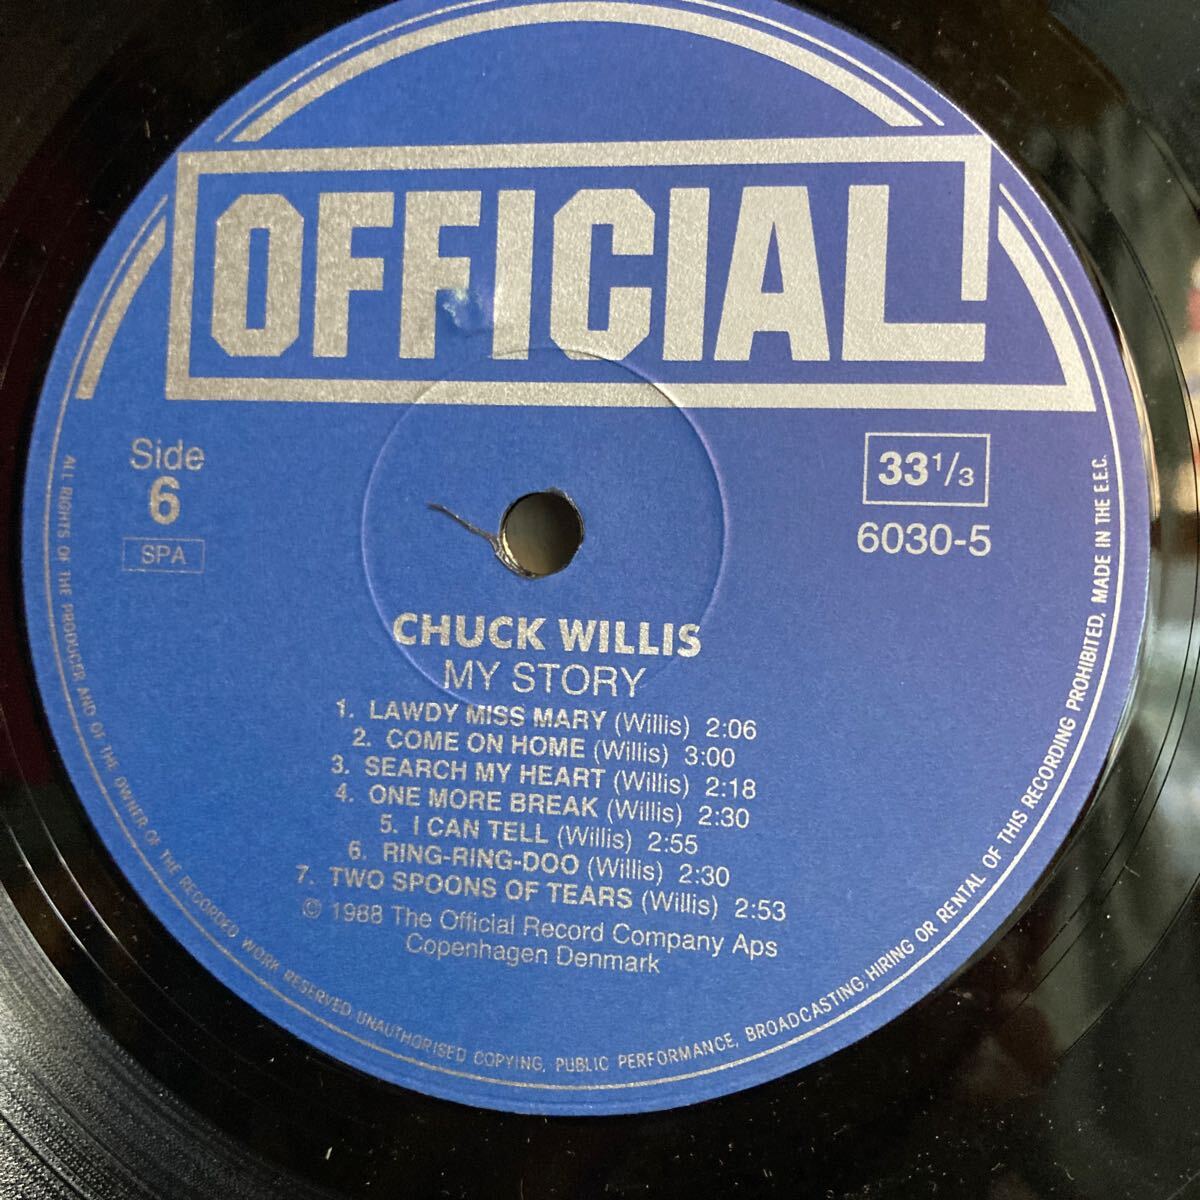 OFFICIAL
Side
6
SPA
33 1/3
6030-5
CHUCK WILLIS
MY STORY
1. LAWDY MISS MARY (Willis) 2:06
2. COME ON HOME (Willis) 3:00
3. SEARCH MY HEART (Willis) 2:18
4. ONE MORE BREAK (Willis) 2:30
5. I CAN TELL (Willis) 2:55
6. RING-RING-DOO (Willis) 2:30
7. TWO SPOONS OF TEARS (Willis) 2:53
© 1988 The Official Record Company Aps
Copenhagen Denmark
ALL RIGHTS OF THE PRODUCER AND OF THE OWNER OF THE RECORDED WORK RESERVED. UNAUTHORISED COPYING, PUBLIC PERFORMANCE, BROADCASTING, HIRING OR RENTAL OF THIS RECORDING PROHIBITED. MADE IN THE E.E.C.